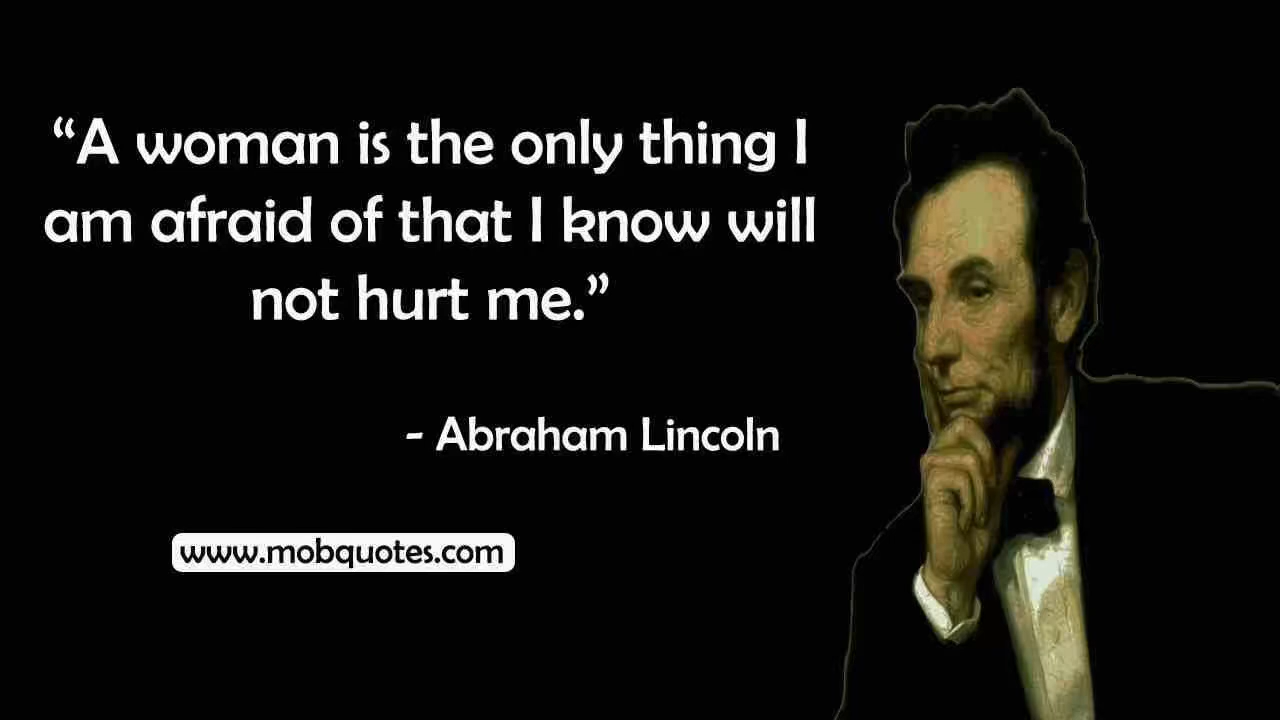 “A woman is the only thing I
am afraid of that I know will
not hurt me.”
- Abraham Lincoln
www.mobquotes.com